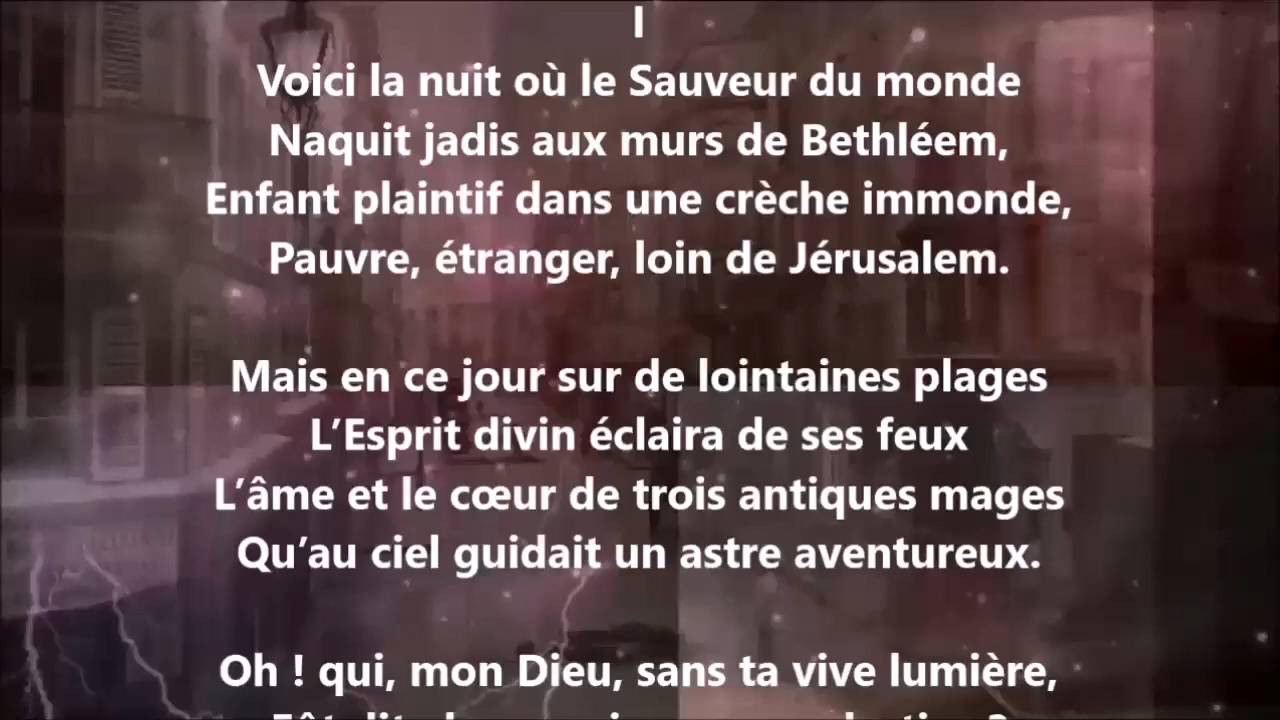 I
Voici la nuit où le Sauveur du monde
Naquit jadis aux murs de Bethléem,
Enfant plaintif dans une crèche immonde,
Pauvre, étranger, loin de Jérusalem.
Mais en ce jour sur de lointaines plages
L’Esprit divin éclaira de ses feux
L’âme et le cœur de trois antiques mages
Qu’au ciel guidait un astre aventureux.
Oh ! qui, mon Dieu, sans ta vive lumière,